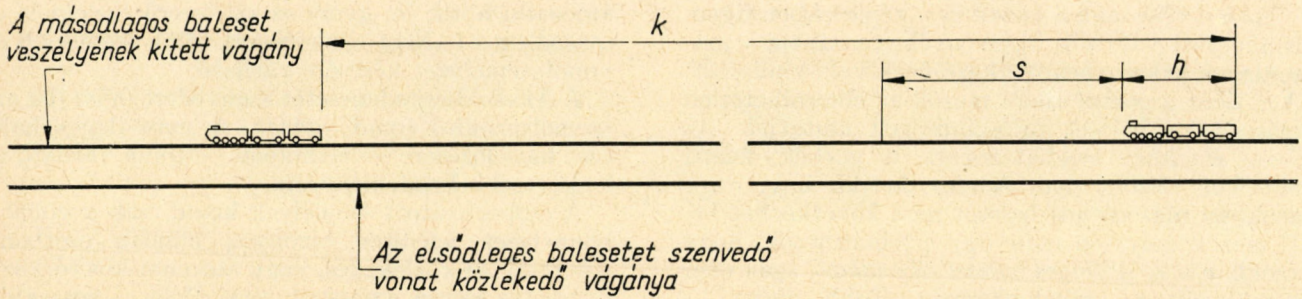 A másodlagos baleset
veszélyének kitett vágány
k
s
h
Az elsődleges balesetet szenvedő
vonat közlekedő vágánya